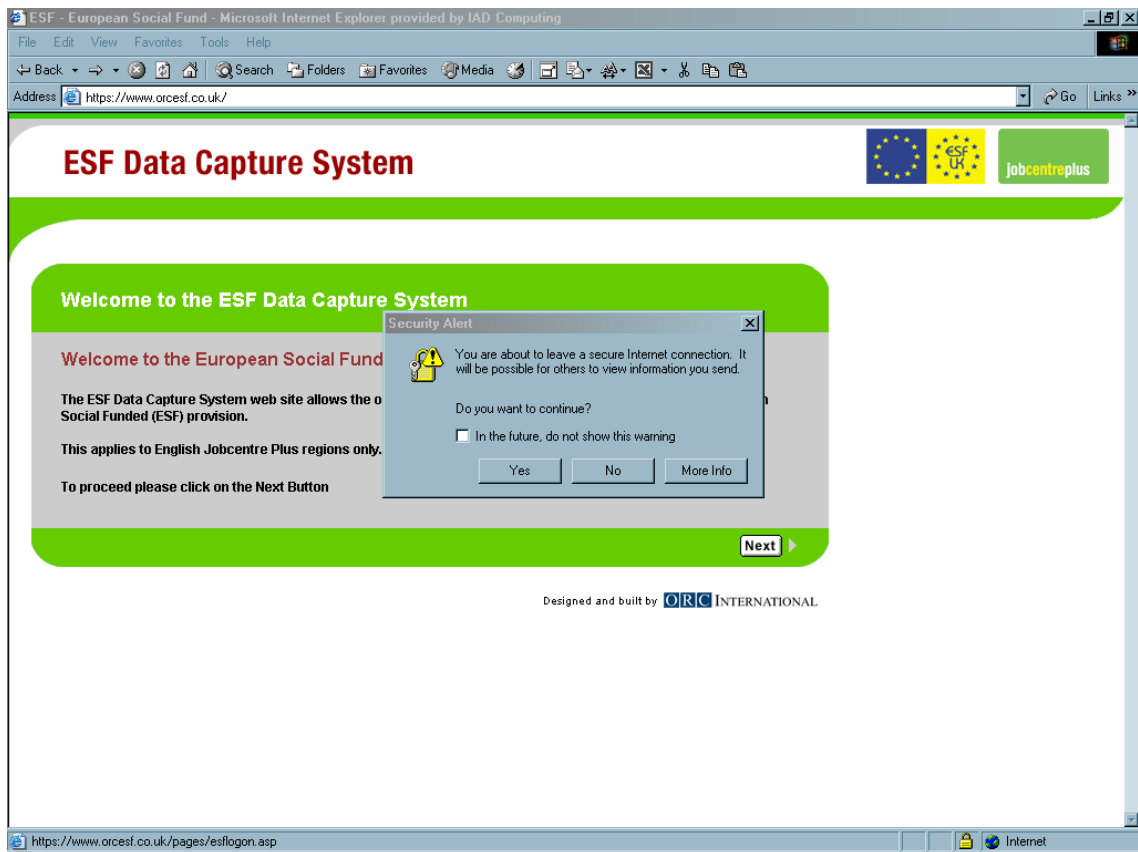 ESF - European Social Fund - Microsoft Internet Explorer provided by IAD Computing
File Edit View Favorites Tools Help
Back Search Folders Favorites Media
Address https://www.orcesf.co.uk/ Go Links »
ESF Data Capture System
ESF UK
jobcentreplus
Welcome to the ESF Data Capture System
Welcome to the European Social Fund
The ESF Data Capture System web site allows the o
Social Funded (ESF) provision.
This applies to English Jobcentre Plus regions only.
To proceed please click on the Next Button
Security Alert
You are about to leave a secure Internet connection. It
will be possible for others to view information you send.
Do you want to continue?
In the future, do not show this warning
Yes No More Info
Next
Designed and built by ORC INTERNATIONAL
https://www.orcesf.co.uk/pages/esflogon.asp Internet